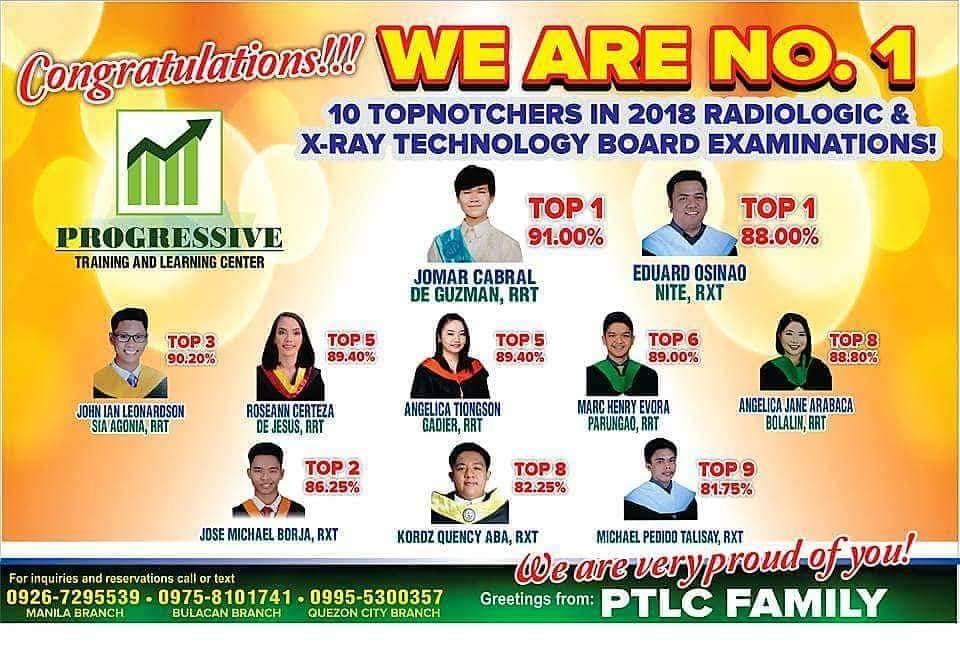 Congratulations!!!
WE ARE NO. 1
10 TOPNOTCHERS IN 2018 RADIOLOGIC &
X-RAY TECHNOLOGY BOARD EXAMINATIONS!
PROGRESSIVE
TRAINING AND LEARNING CENTER
TOP 1
91.00%
JOMAR CABRAL
DE GUZMAN, RRT
TOP 1
88.00%
EDUARD OSINAO
NITE, RXT
TOP 3
90.20%
JOHN IAN LEONARDSON
SIA AGONIA, RRT
TOP 5
89.40%
ROSEANN CERTEZA
DE JESUS, RRT
TOP 5
89.40%
ANGELICA TIONGSON
GADIER, RRT
TOP 6
89.00%
MARC HENRY EVORA
PARUNGAO, RRT
TOP 8
88.80%
ANGELICA JANE ARABACA
BOLALIN, RRT
TOP 2
86.25%
JOSE MICHAEL BORJA, RXT
TOP 8
82.25%
KORDZ QUENCY ABA, RXT
TOP 9
81.75%
MICHAEL PEDIDO TALISAY, RXT
We are very proud of you!
For inquiries and reservations call or text
0926-7295539 • 0975-8101741 • 0995-5300357
MANILA BRANCH BULACAN BRANCH QUEZON CITY BRANCH
Greetings from: PTLC FAMILY